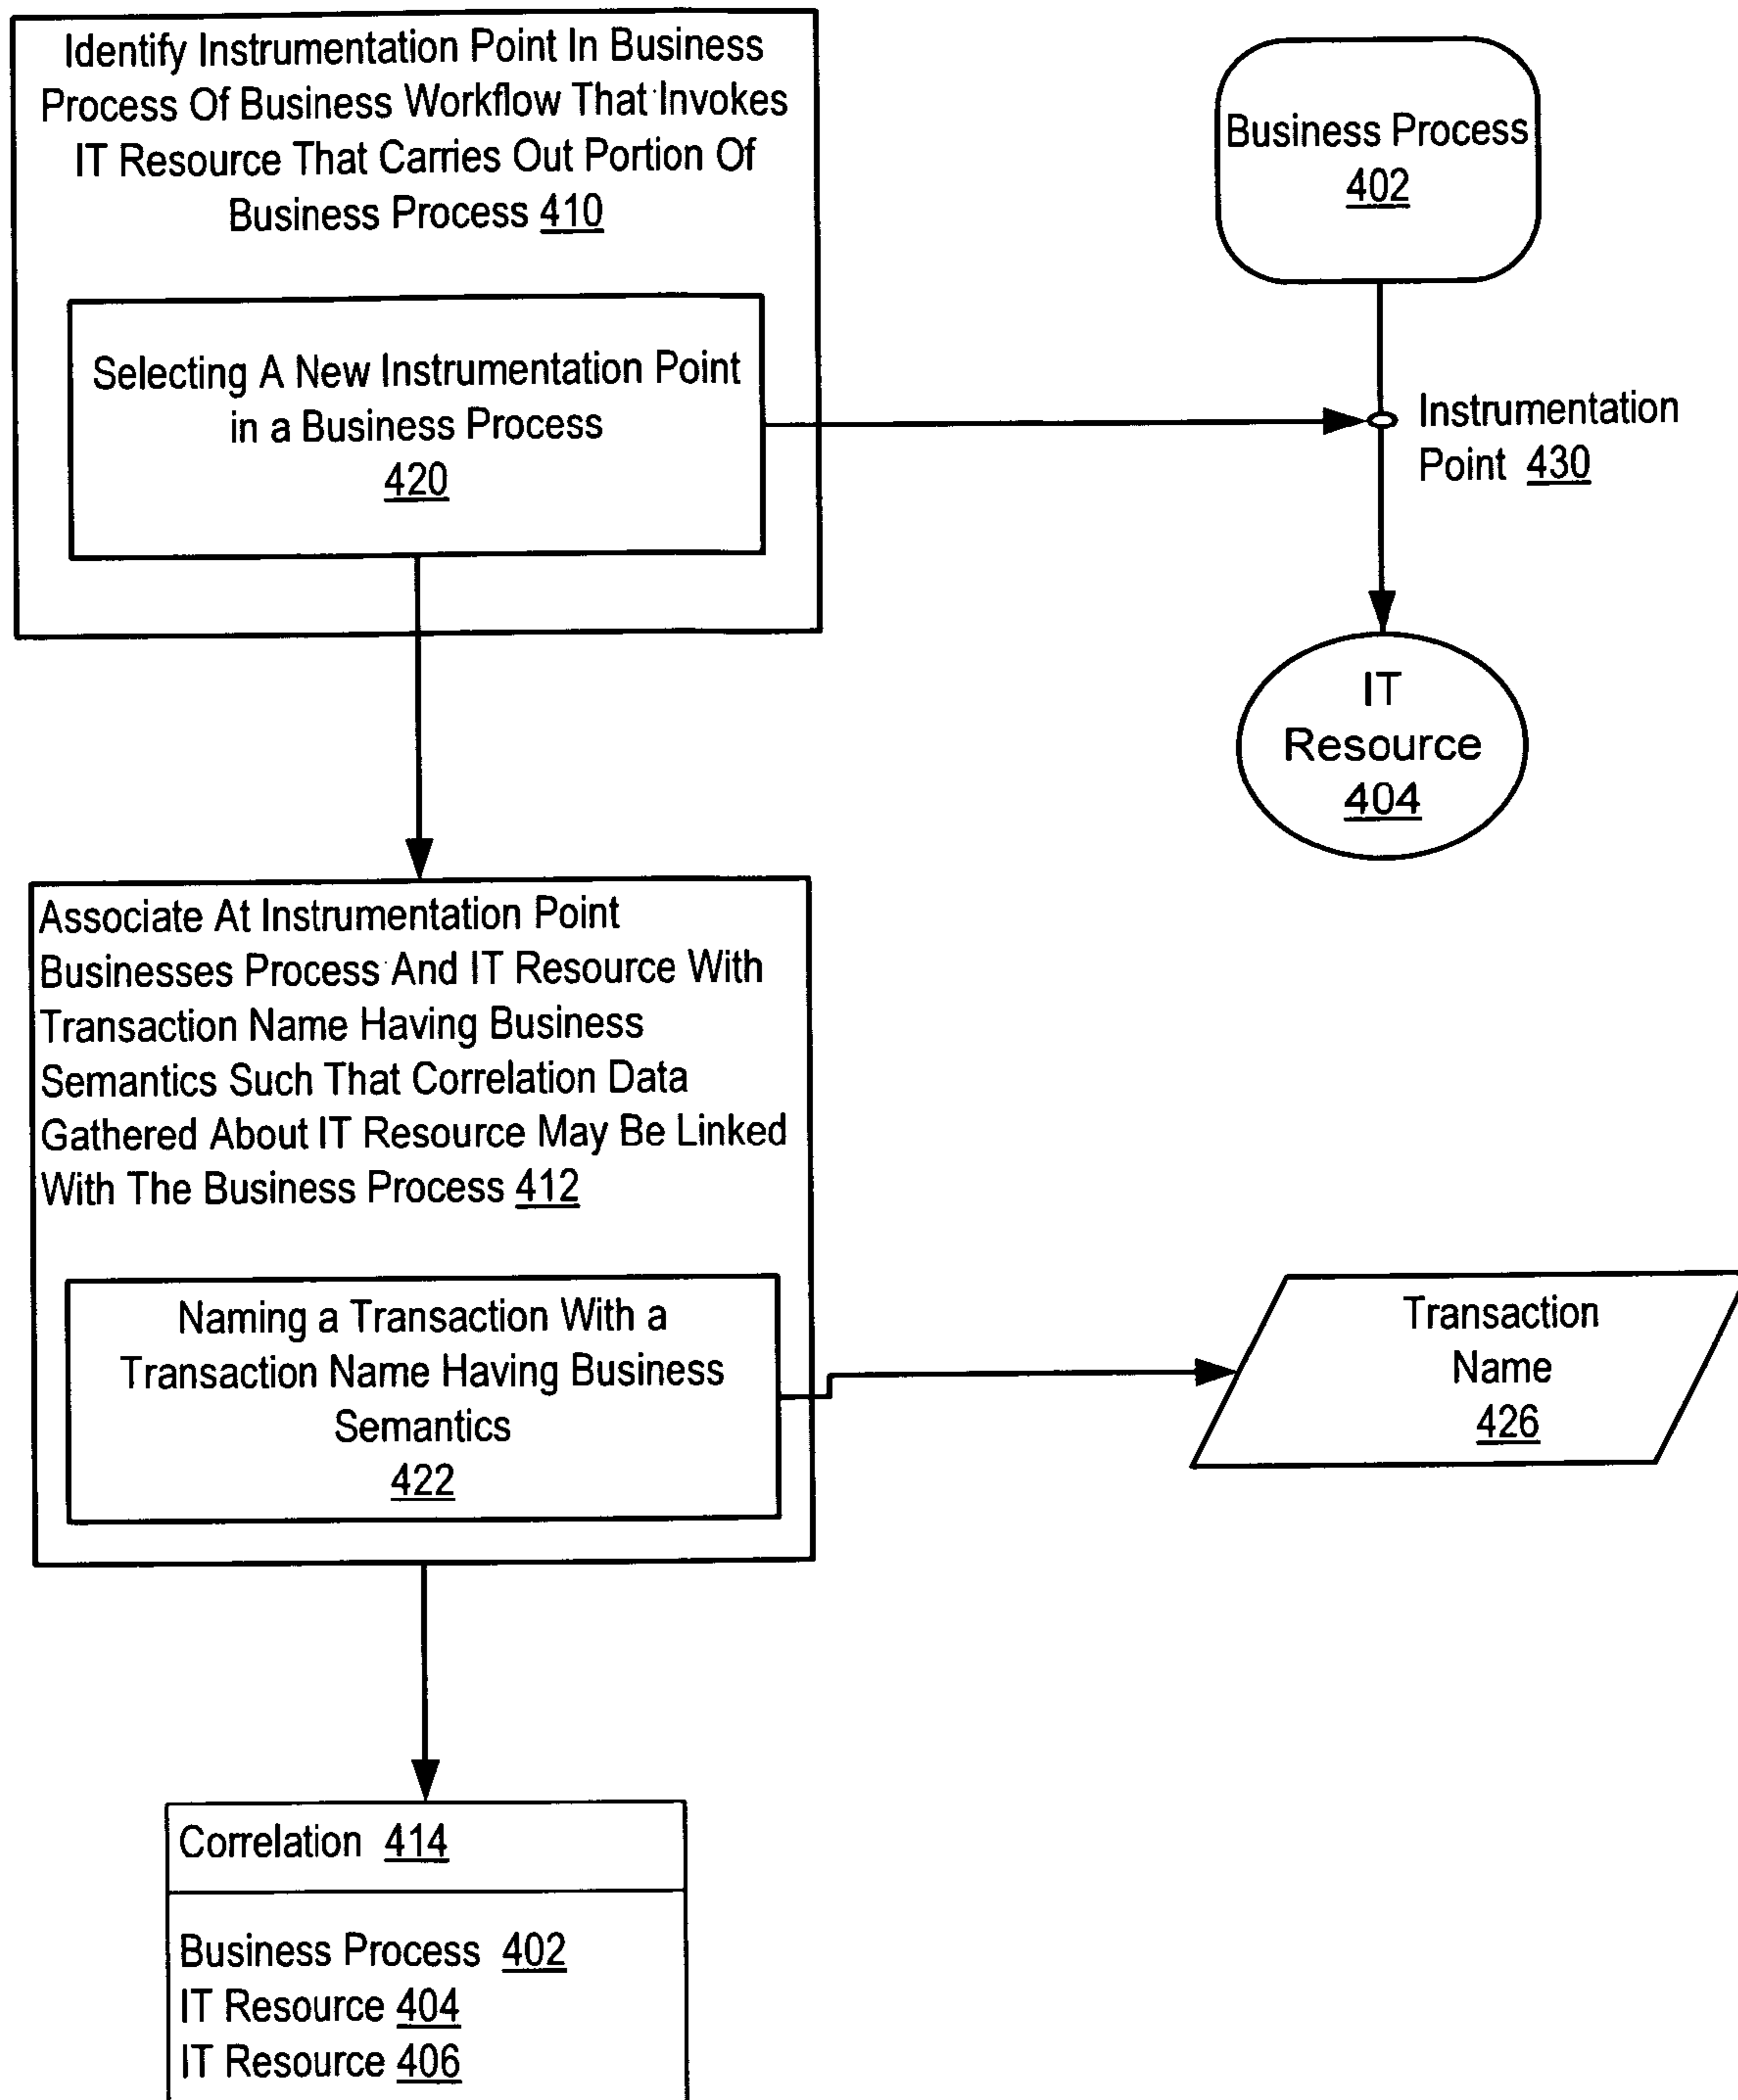 Identify Instrumentation Point In Business
Process Of Business Workflow That Invokes
IT Resource That Carries Out Portion Of
Business Process 410
Selecting A New Instrumentation Point
in a Business Process
420
Business Process
402
Instrumentation
Point 430
IT
Resource
404
Associate At Instrumentation Point
Businesses Process And IT Resource With
Transaction Name Having Business
Semantics Such That Correlation Data
Gathered About IT Resource May Be Linked
With The Business Process 412
Naming a Transaction With a
Transaction Name Having Business
Semantics
422
Transaction
Name
426
Correlation 414
Business Process 402
IT Resource 404
IT Resource 406